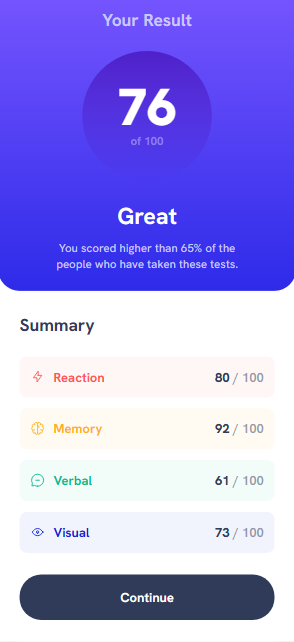 Your Result
76
of 100
Great
You scored higher than 65% of the
people who have taken these tests.
Summary
Reaction 80 / 100
Memory 92 / 100
Verbal 61 / 100
Visual 73 / 100
Continue